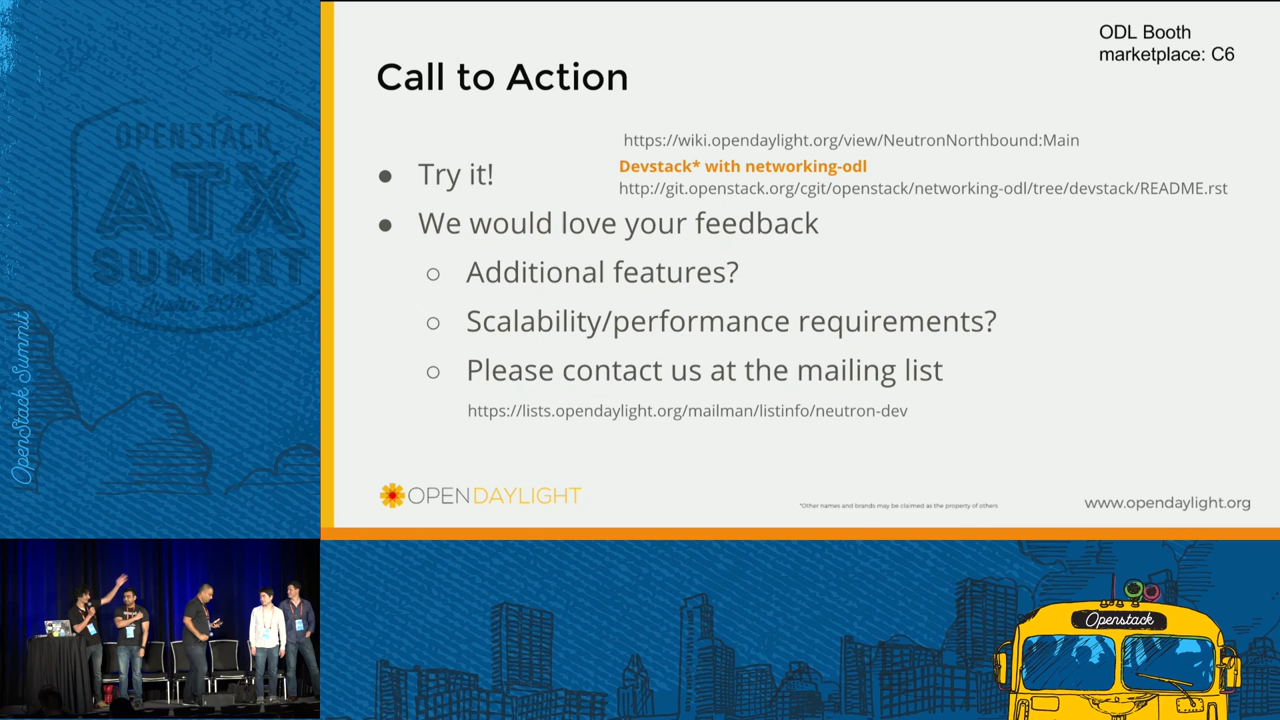 ODL Booth
marketplace: C6
Call to Action
https://wiki.opendaylight.org/view/NeutronNorthbound:Main
● Try it!
Devstack* with networking-odl
http://git.openstack.org/cgit/openstack/networking-odl/tree/devstack/README.rst
● We would love your feedback
○ Additional features?
○ Scalability/performance requirements?
○ Please contact us at the mailing list
https://lists.opendaylight.org/mailman/listinfo/neutron-dev
OPENDAYLIGHT
*Other names and brands may be claimed as the property of others
www.opendaylight.org
OPENSTACK
ATX
SUMMIT
Austin 2016
OpenStack Summit
Openstack